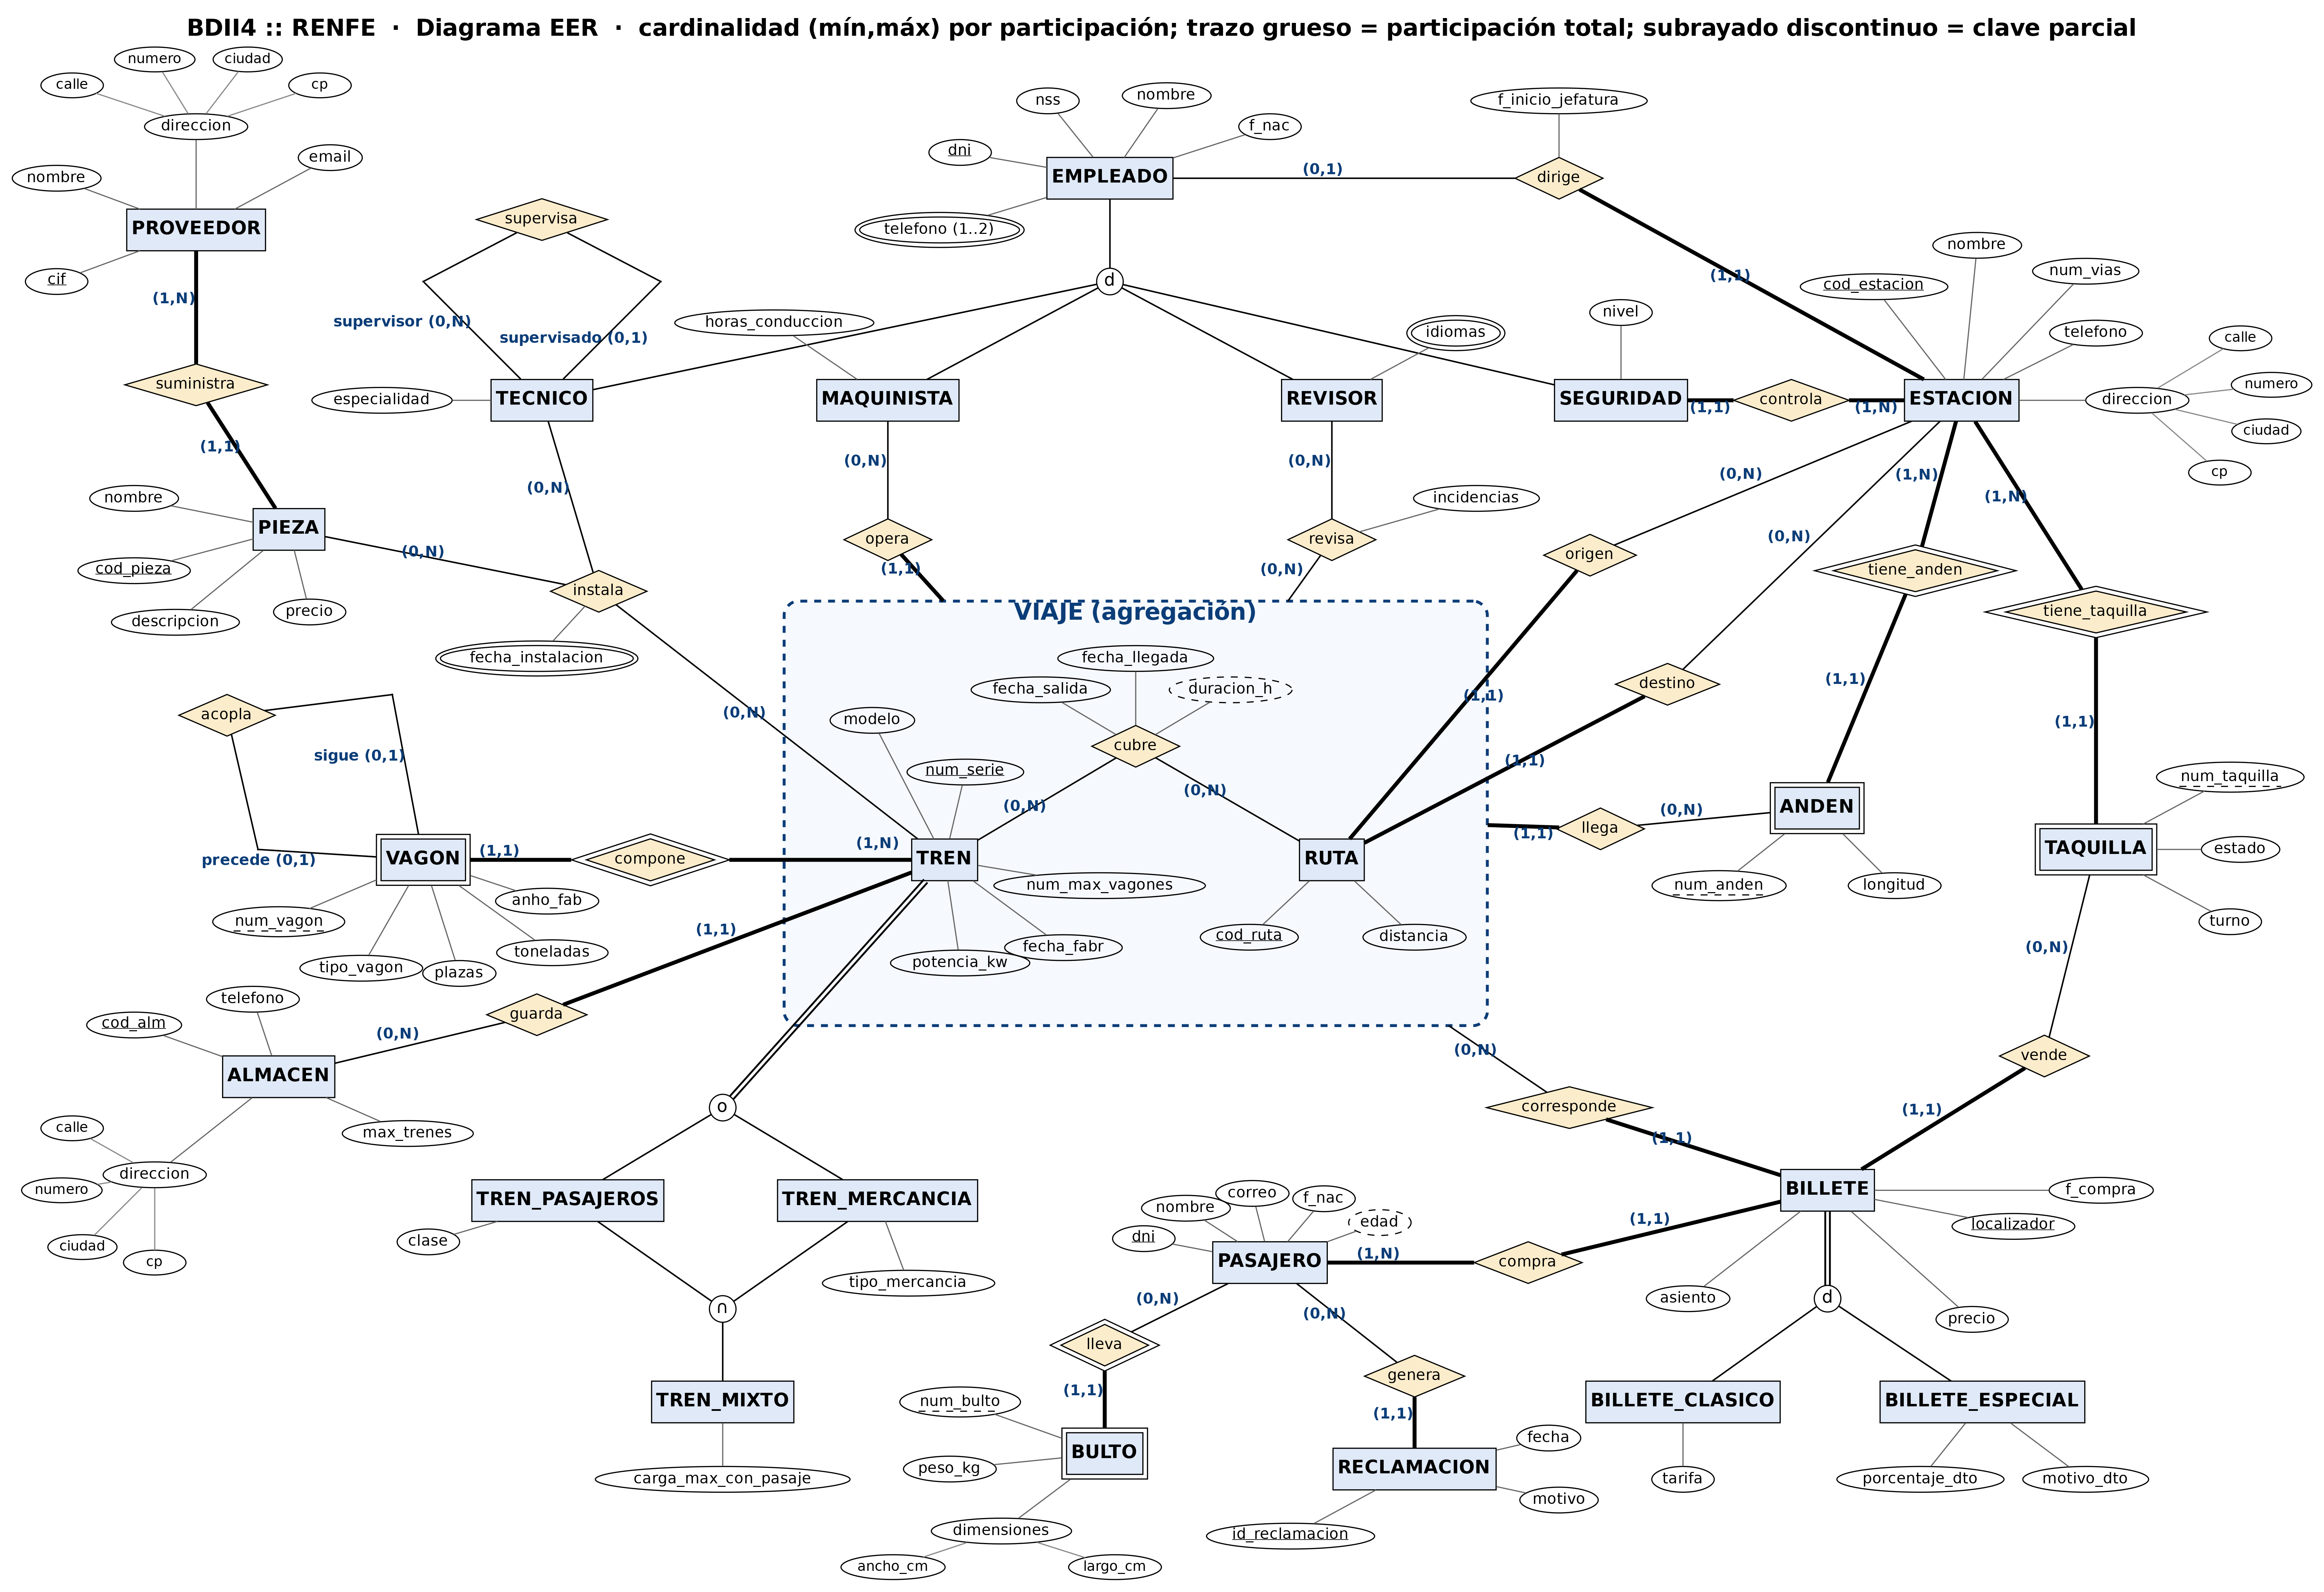 BDII4 :: RENFE · Diagrama EER · cardinalidad (mín,máx) por participación; trazo grueso = participación total; subrayado discontinuo = clave parcial
numero
ciudad
calle
cp
direccion
nombre
email
PROVEEDOR
cif
(1,N)
suministra
(1,1)
nombre
PIEZA
cod_pieza
descripcion
precio
(0,N)
supervisa
supervisor (0,N)
supervisado (0,1)
especialidad
TECNICO
(0,N)
instala
fecha_instalacion
(0,N)
nss
nombre
f_nac
dni
EMPLEADO
telefono (1..2)
(0,1)
f_inicio_jefatura
dirige
(1,1)
d
horas_conduccion
MAQUINISTA
(0,N)
opera
(1,1)
idiomas
REVISOR
(0,N)
incidencias
revisa
(0,N)
nivel
SEGURIDAD
(1,1)
controla
(1,N)
nombre
cod_estacion
num_vias
telefono
ESTACION
calle
numero
direccion
ciudad
cp
(0,N)
origen
(1,1)
(0,N)
destino
(1,1)
(1,N)
tiene_anden
(1,1)
(1,N)
tiene_taquilla
(1,1)
VIAJE (agregación)
fecha_llegada
fecha_salida
duracion_h
modelo
cubre
num_serie
(0,N)
(0,N)
TREN
RUTA
num_max_vagones
fecha_fabr
potencia_kw
cod_ruta
distancia
(1,1)
llega
(0,N)
ANDEN
num_anden
longitud
num_taquilla
TAQUILLA
estado
turno
(0,N)
vende
(1,1)
acopla
sigue (0,1)
precede (0,1)
VAGON
(1,1)
compone
(1,N)
num_vagon
anho_fab
tipo_vagon
plazas
toneladas
(1,1)
guarda
(0,N)
telefono
cod_alm
ALMACEN
max_trenes
calle
direccion
numero
ciudad
cp
o
TREN_PASAJEROS
TREN_MERCANCIA
clase
tipo_mercancia
∩
TREN_MIXTO
carga_max_con_pasaje
(0,N)
corresponde
(1,1)
BILLETE
f_compra
localizador
asiento
precio
d
BILLETE_CLASICO
BILLETE_ESPECIAL
tarifa
porcentaje_dto
motivo_dto
(1,1)
compra
(1,N)
correo
nombre
f_nac
edad
dni
PASAJERO
(0,N)
lleva
(1,1)
num_bulto
BULTO
peso_kg
dimensiones
ancho_cm
largo_cm
(0,N)
genera
(1,1)
RECLAMACION
fecha
motivo
id_reclamacion